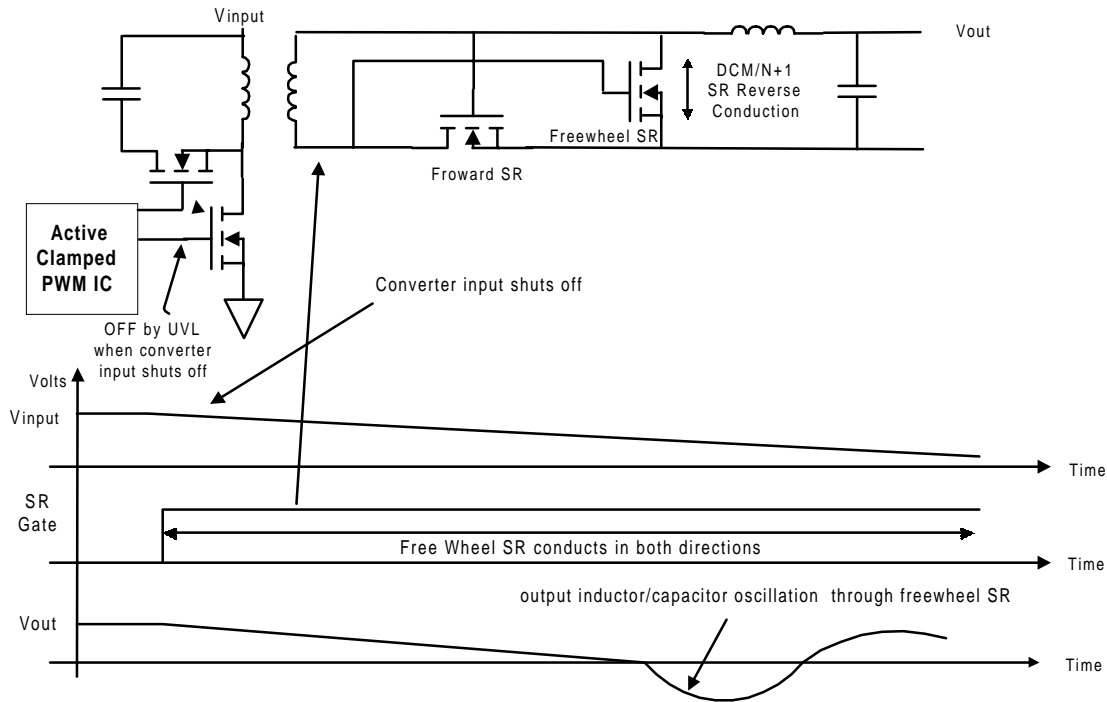 Vinput
Vout
DCM/N+1
SR Reverse
Conduction
Freewheel SR
Froward SR
Active
Clamped
PWM IC
OFF by UVL
when converter
input shuts off
Converter input shuts off
Volts
Vinput
Time
SR
Gate
Free Wheel SR conducts in both directions
Time
output inductor/capacitor oscillation through freewheel SR
Vout
Time